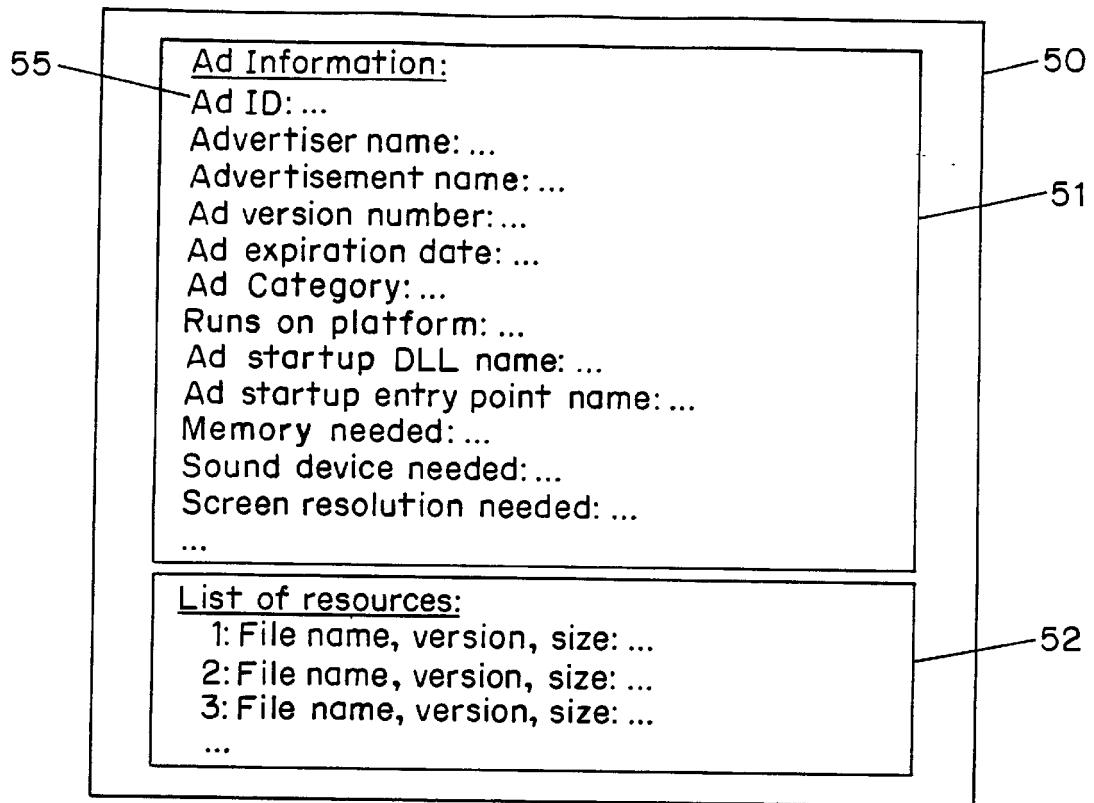 50
55
Ad Information:
Ad ID: ...
Advertiser name: ...
Advertisement name: ...
51
Ad version number: ...
Ad expiration date: ...
Ad Category: ...
Runs on platform: ...
Ad startup DLL name: ...
Ad startup entry point name: ...
Memory needed: ...
Sound device needed: ...
Screen resolution needed: ...
...
List of resources:
1: File name, version, size: ...
52
2: File name, version, size: ...
3: File name, version, size: ...
...